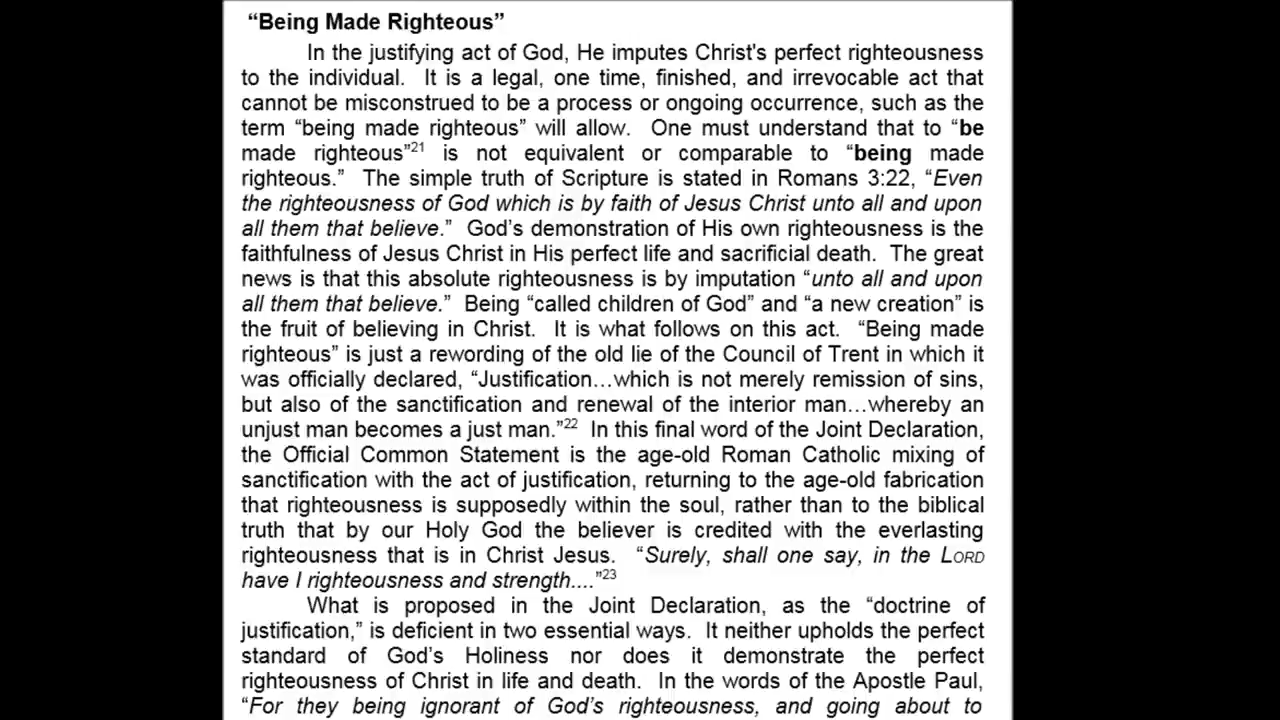 “Being Made Righteous”
In the justifying act of God, He imputes Christ's perfect righteousness
to the individual.  It is a legal, one time, finished, and irrevocable act that
cannot be misconstrued to be a process or ongoing occurrence, such as the
term “being made righteous” will allow.  One must understand that to “be
made righteous”21 is not equivalent or comparable to “being made
righteous.”  The simple truth of Scripture is stated in Romans 3:22, “Even
the righteousness of God which is by faith of Jesus Christ unto all and upon
all them that believe.”  God’s demonstration of His own righteousness is the
faithfulness of Jesus Christ in His perfect life and sacrificial death.  The great
news is that this absolute righteousness is by imputation “unto all and upon
all them that believe.”  Being “called children of God” and “a new creation” is
the fruit of believing in Christ.  It is what follows on this act.  “Being made
righteous” is just a rewording of the old lie of the Council of Trent in which it
was officially declared, “Justification…which is not merely remission of sins,
but also of the sanctification and renewal of the interior man…whereby an
unjust man becomes a just man.”22  In this final word of the Joint Declaration,
the Official Common Statement is the age-old Roman Catholic mixing of
sanctification with the act of justification, returning to the age-old fabrication
that righteousness is supposedly within the soul, rather than to the biblical
truth that by our Holy God the believer is credited with the everlasting
righteousness that is in Christ Jesus.  “Surely, shall one say, in the LORD
have I righteousness and strength....”23
What is proposed in the Joint Declaration, as the “doctrine of
justification,” is deficient in two essential ways.  It neither upholds the perfect
standard of God’s Holiness nor does it demonstrate the perfect
righteousness of Christ in life and death.  In the words of the Apostle Paul,
“For they being ignorant of God’s righteousness, and going about to